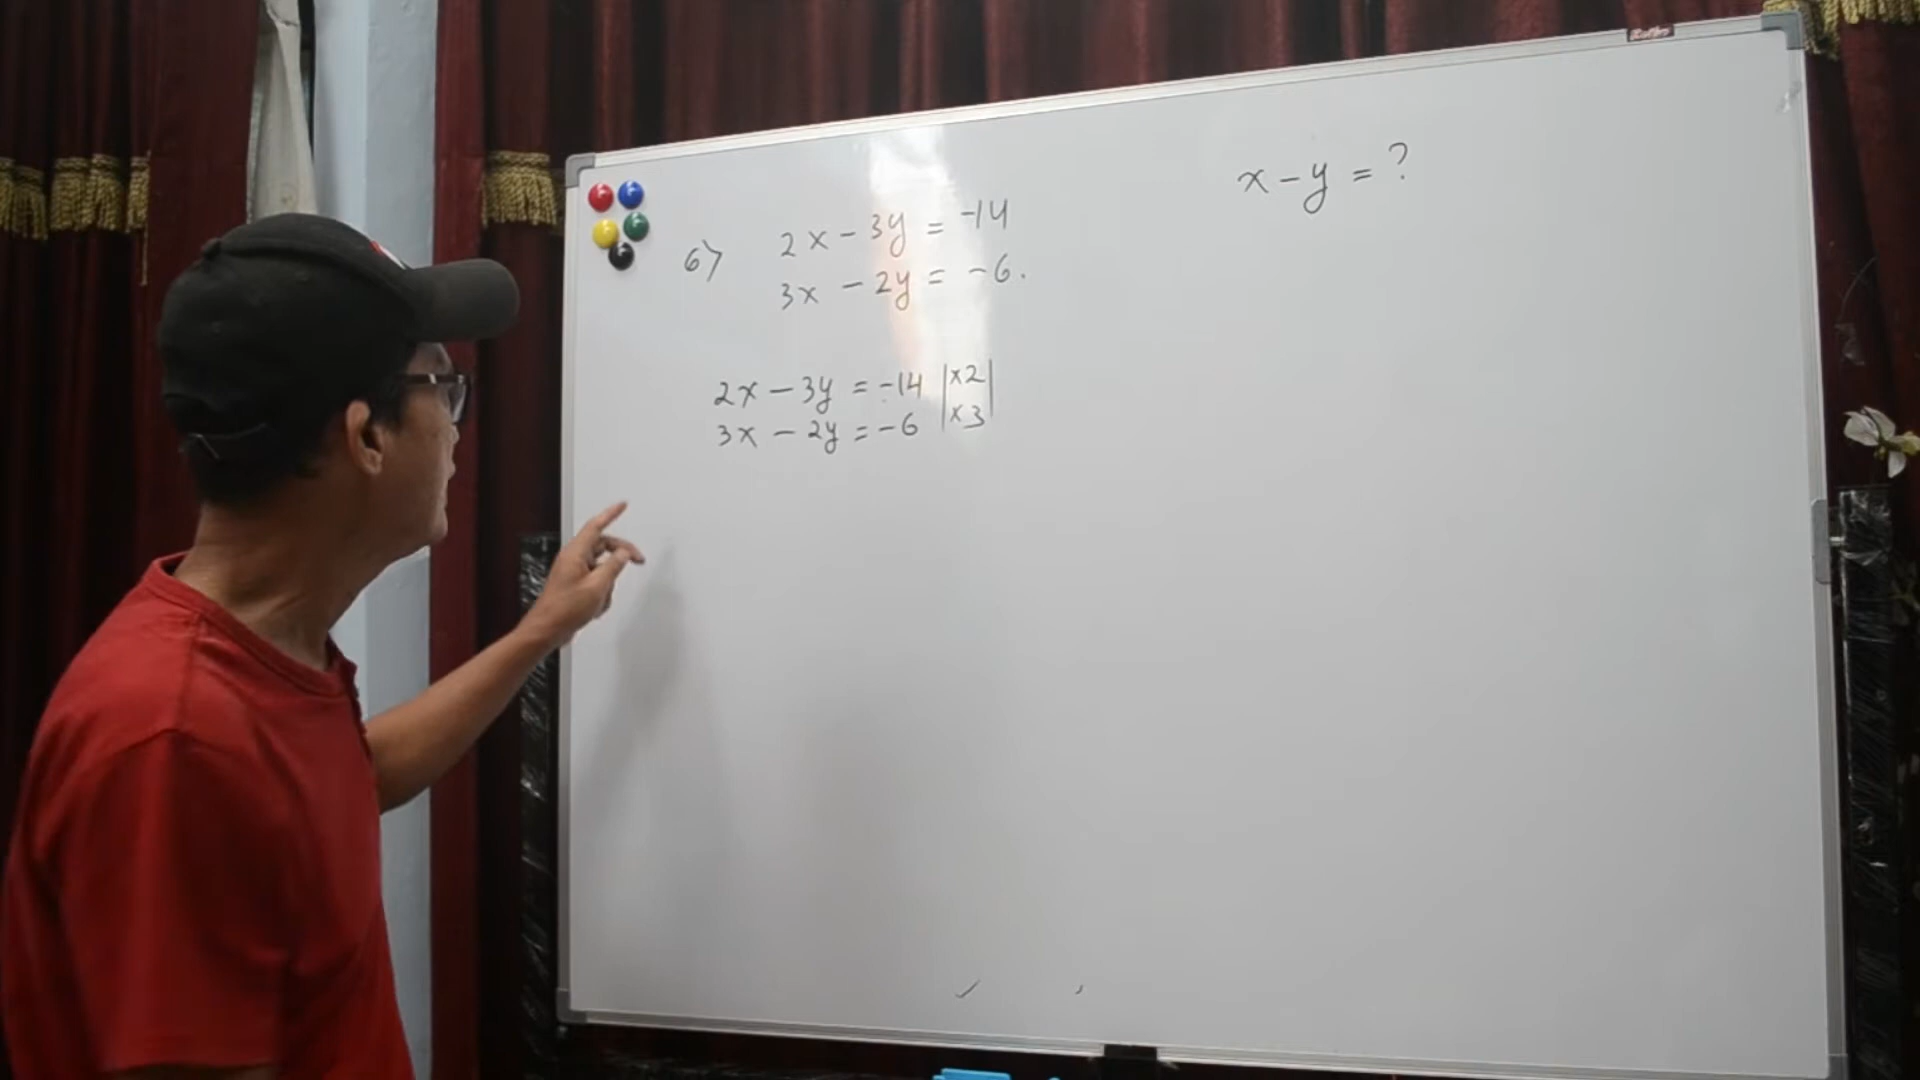 x - y = ?
6) 2x - 3y = -14
3x - 2y = -6.
2x - 3y = -14 |x2|
3x - 2y = -6 |x3|